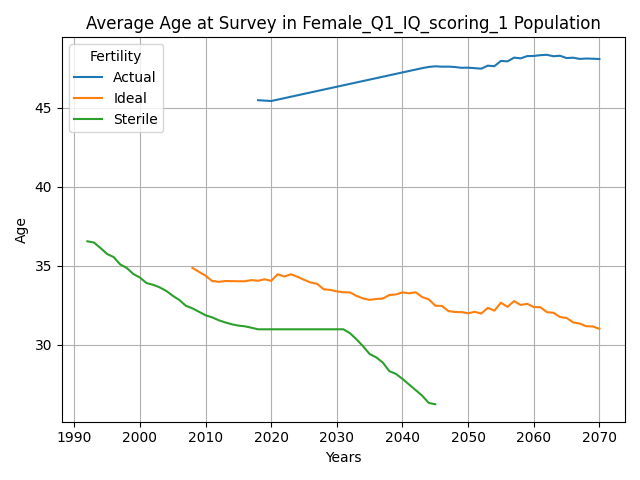 Average Age at Survey in Female_Q1_IQ_scoring_1 Population
Fertility
Actual
Ideal
Sterile
Age
45
40
35
30
1990 2000 2010 2020 2030 2040 2050 2060 2070
Years